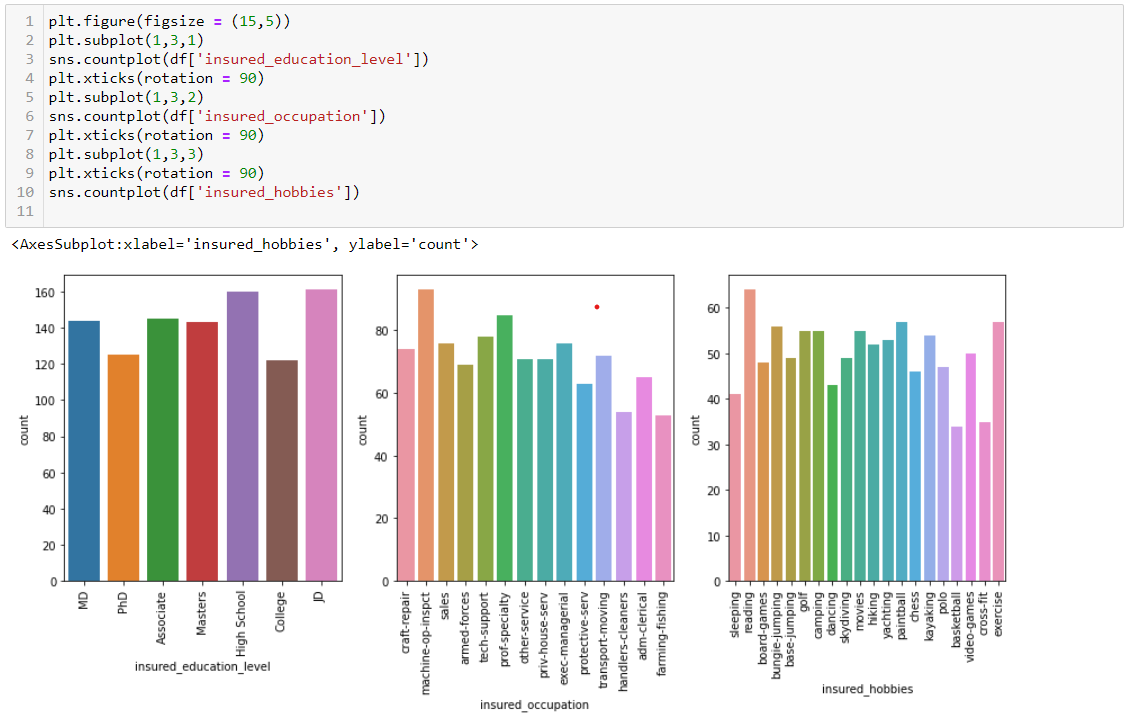 1 plt.figure(figsize = (15,5))
2 plt.subplot(1,3,1)
3 sns.countplot(df['insured_education_level'])
4 plt.xticks(rotation = 90)
5 plt.subplot(1,3,2)
6 sns.countplot(df['insured_occupation'])
7 plt.xticks(rotation = 90)
8 plt.subplot(1,3,3)
9 plt.xticks(rotation = 90)
10 sns.countplot(df['insured_hobbies'])
11
<AxesSubplot:xlabel='insured_hobbies', ylabel='count'>
160
140
120
100
80
60
40
20
0
count
MD
PhD
Associate
Masters
High School
College
JD
insured_education_level
80
60
40
20
0
count
craft-repair
machine-op-inspct
sales
armed-forces
tech-support
prof-specialty
other-service
priv-house-serv
exec-managerial
protective-serv
transport-moving
handlers-cleaners
adm-clerical
farming-fishing
insured_occupation
60
50
40
30
20
10
0
count
sleeping
reading
board-games
bungie-jumping
base-jumping
golf
camping
dancing
skydiving
movies
hiking
yachting
paintball
chess
kayaking
polo
basketball
video-games
cross-fit
exercise
insured_hobbies